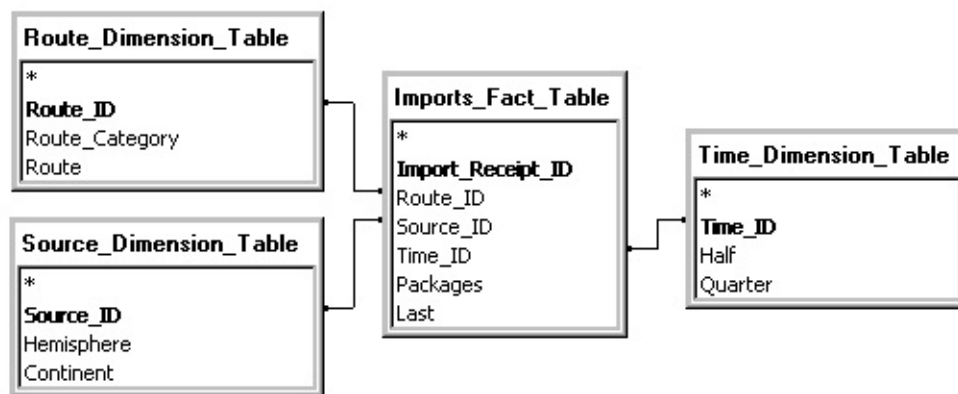 Route_Dimension_Table
*
Route_ID
Route_Category
Route
Source_Dimension_Table
*
Source_ID
Hemisphere
Continent
Imports_Fact_Table
*
Import_Receipt_ID
Route_ID
Source_ID
Time_ID
Packages
Last
Time_Dimension_Table
*
Time_ID
Half
Quarter